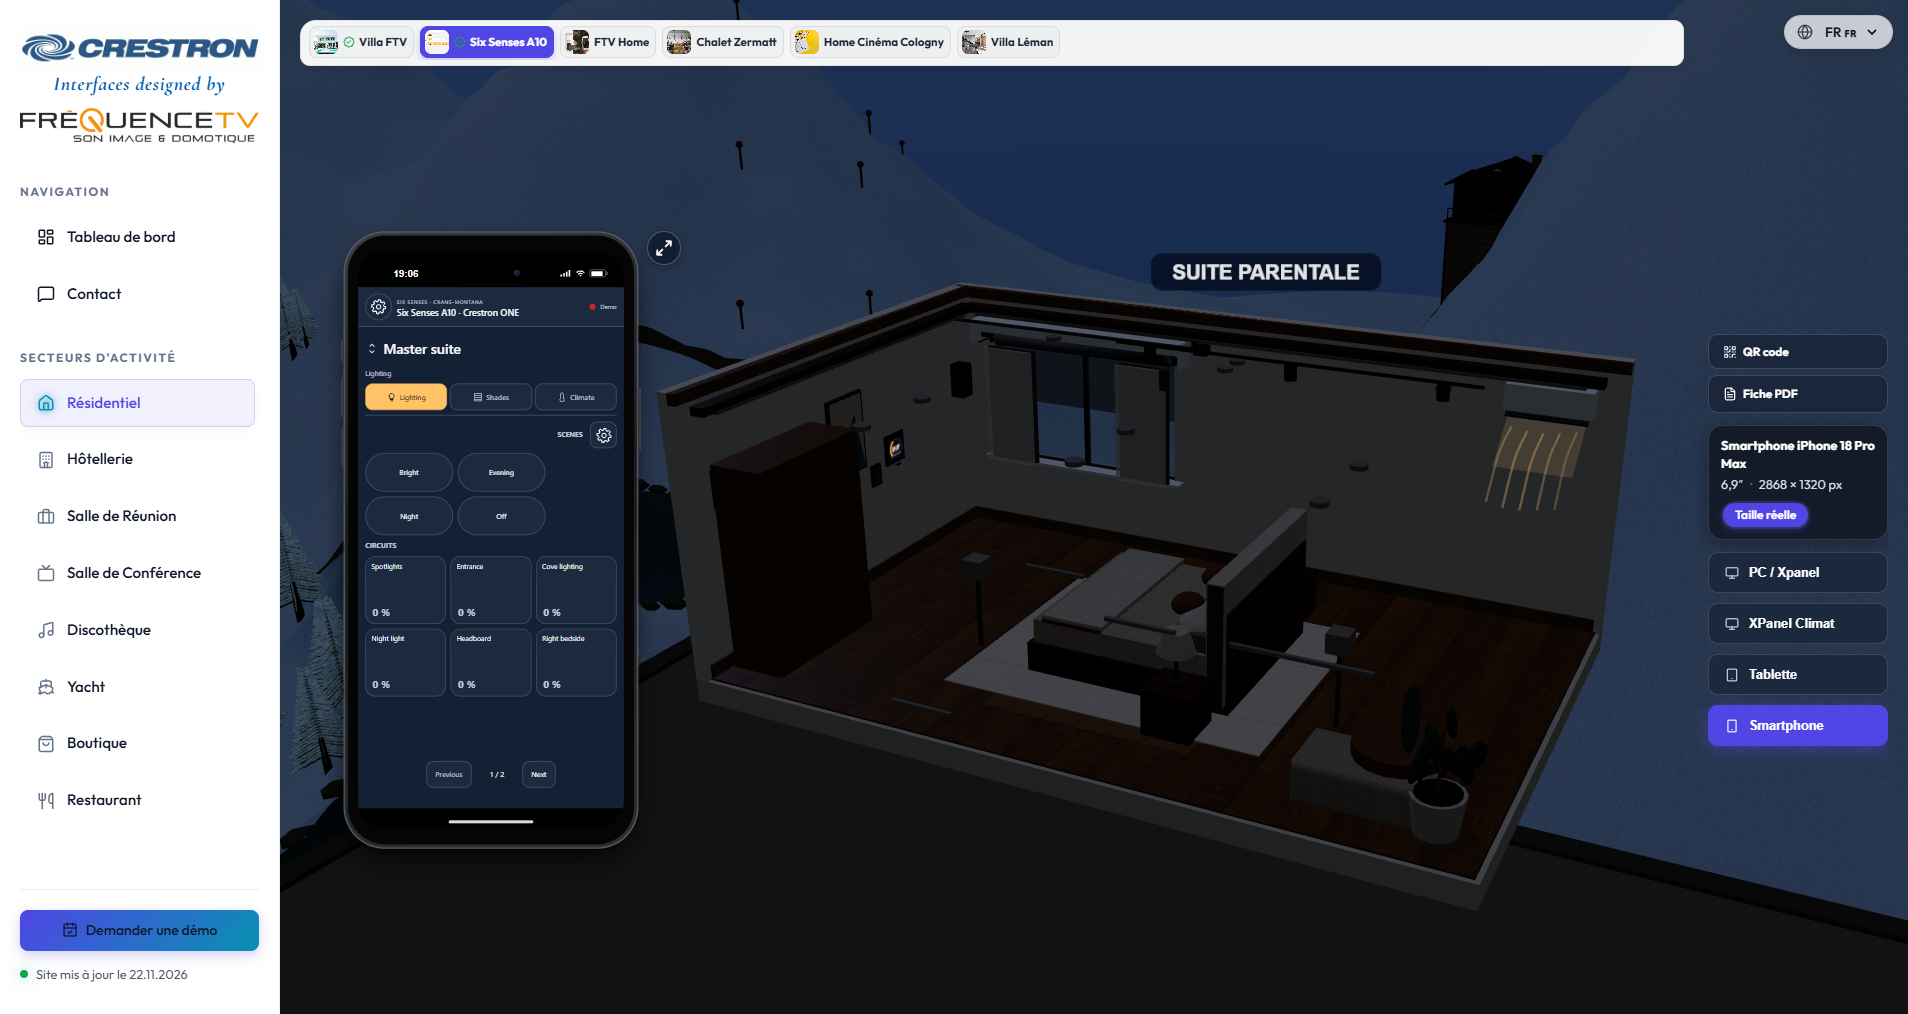 CRESTRON
Interfaces designed by
FRÉQUENCETV
SON IMAGE & DOMOTIQUE
NAVIGATION
Tableau de bord
Contact
SECTEURS D'ACTIVITÉ
Résidentiel
Hôtellerie
Salle de Réunion
Salle de Conférence
Discothèque
Yacht
Boutique
Restaurant
Demander une démo
Site mis à jour le 22.11.2026
Villa FTV
Six Senses A10
FTV Home
Chalet Zermatt
Home Cinéma Cologny
Villa Léman
FR FR
19:06
SIX SENSES - CRANS-MONTANA
Six Senses A10 - Crestron ONE
Demo
Master suite
Lighting
Lighting
Shades
Climate
SCENES
Bright
Evening
Night
Off
CIRCUITS
Spotlights
Entrance
Cove lighting
0 %
0 %
0 %
Night light
Headboard
Right bedside
0 %
0 %
0 %
Previous
1 / 2
Next
SUITE PARENTALE
QR code
Fiche PDF
Smartphone iPhone 18 Pro
Max
6,9" · 2868 × 1320 px
Taille réelle
PC / Xpanel
XPanel Climat
Tablette
Smartphone